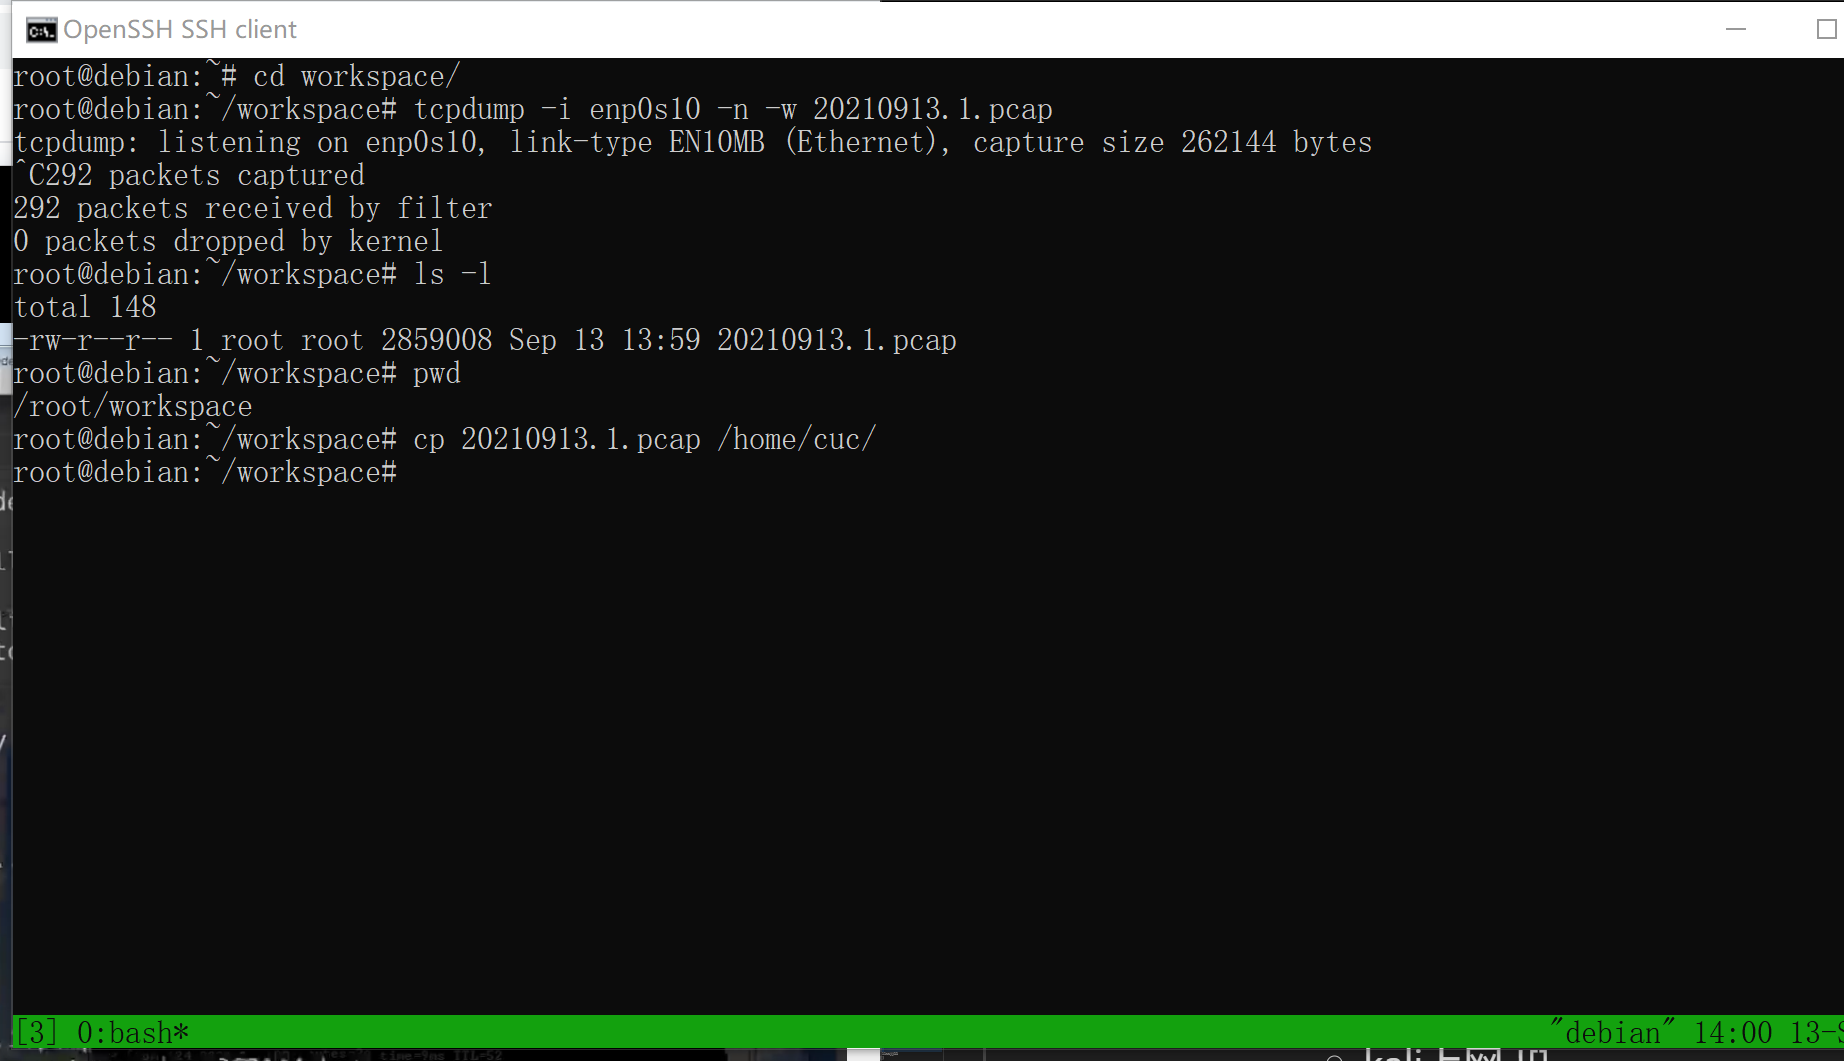 OpenSSH SSH client
root@debian:~# cd workspace/
root@debian:~/workspace# tcpdump -i enp0s10 -n -w 20210913.1.pcap
tcpdump: listening on enp0s10, link-type EN10MB (Ethernet), capture size 262144 bytes
^C292 packets captured
292 packets received by filter
0 packets dropped by kernel
root@debian:~/workspace# ls -l
total 148
-rw-r--r-- 1 root root 2859008 Sep 13 13:59 20210913.1.pcap
root@debian:~/workspace# pwd
/root/workspace
root@debian:~/workspace# cp 20210913.1.pcap /home/cuc/
root@debian:~/workspace#
[3] 0:bash* "debian" 14:00 13-S
time=9ms TTL=52